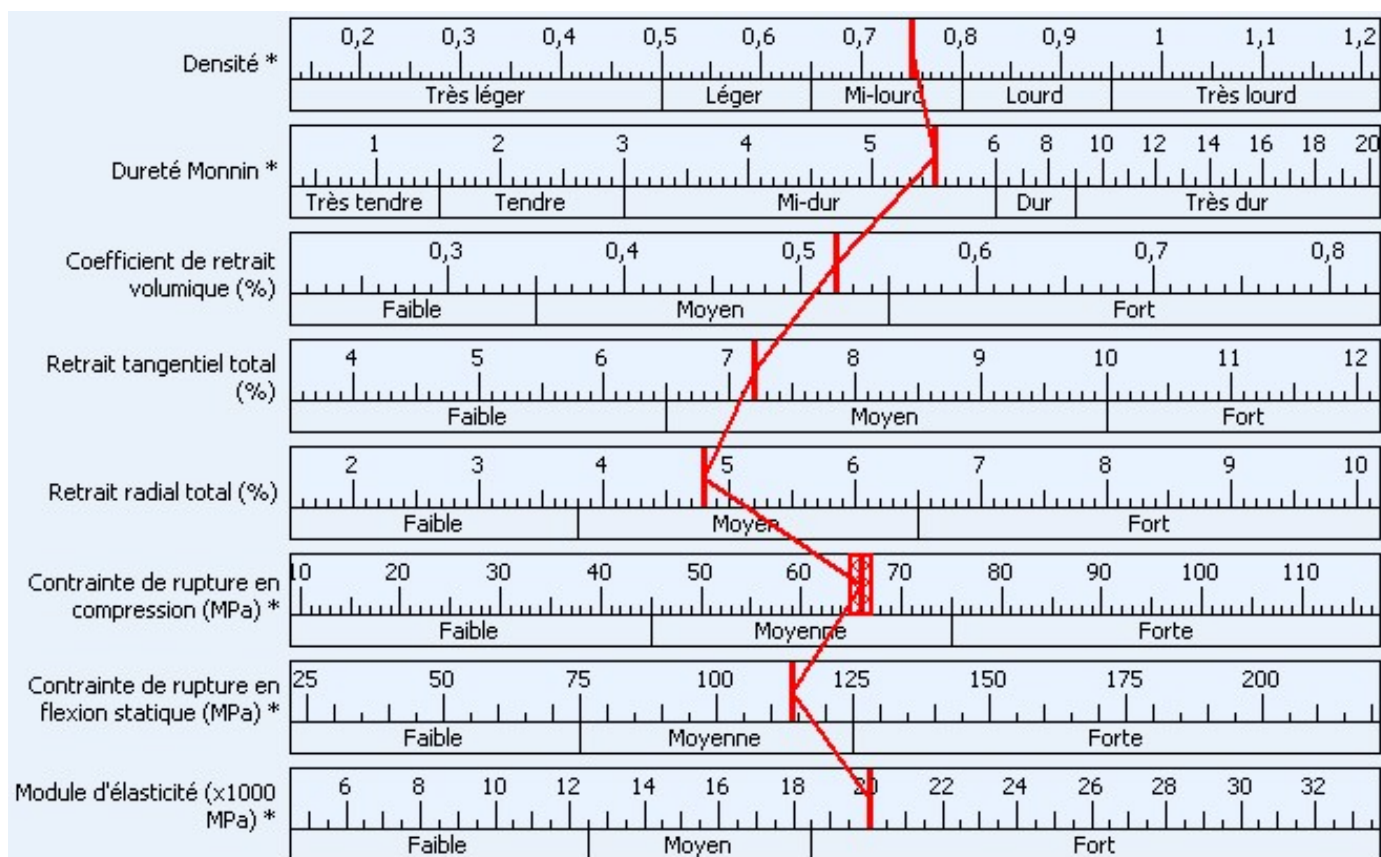 0,2 0,3 0,4 0,5 0,6 0,7 0,8 0,9 1 1,1 1,2
Densité *
Très léger Léger Mi-lourd Lourd Très lourd
1 2 3 4 5 6 8 10 12 14 16 18 20
Dureté Monnin *
Très tendre Tendre Mi-dur Dur Très dur
0,3 0,4 0,5 0,6 0,7 0,8
Coefficient de retrait
volumique (%)
Faible Moyen Fort
4 5 6 7 8 9 10 11 12
Retrait tangentiel total
(%)
Faible Moyen Fort
2 3 4 5 6 7 8 9 10
Retrait radial total (%)
Faible Moyen Fort
10 20 30 40 50 60 70 80 90 100 110
Contrainte de rupture en
compression (MPa) *
Faible Moyenne Forte
25 50 75 100 125 150 175 200
Contrainte de rupture en
flexion statique (MPa) *
Faible Moyenne Forte
6 8 10 12 14 16 18 20 22 24 26 28 30 32
Module d'élasticité (x1000
MPa) *
Faible Moyen Fort